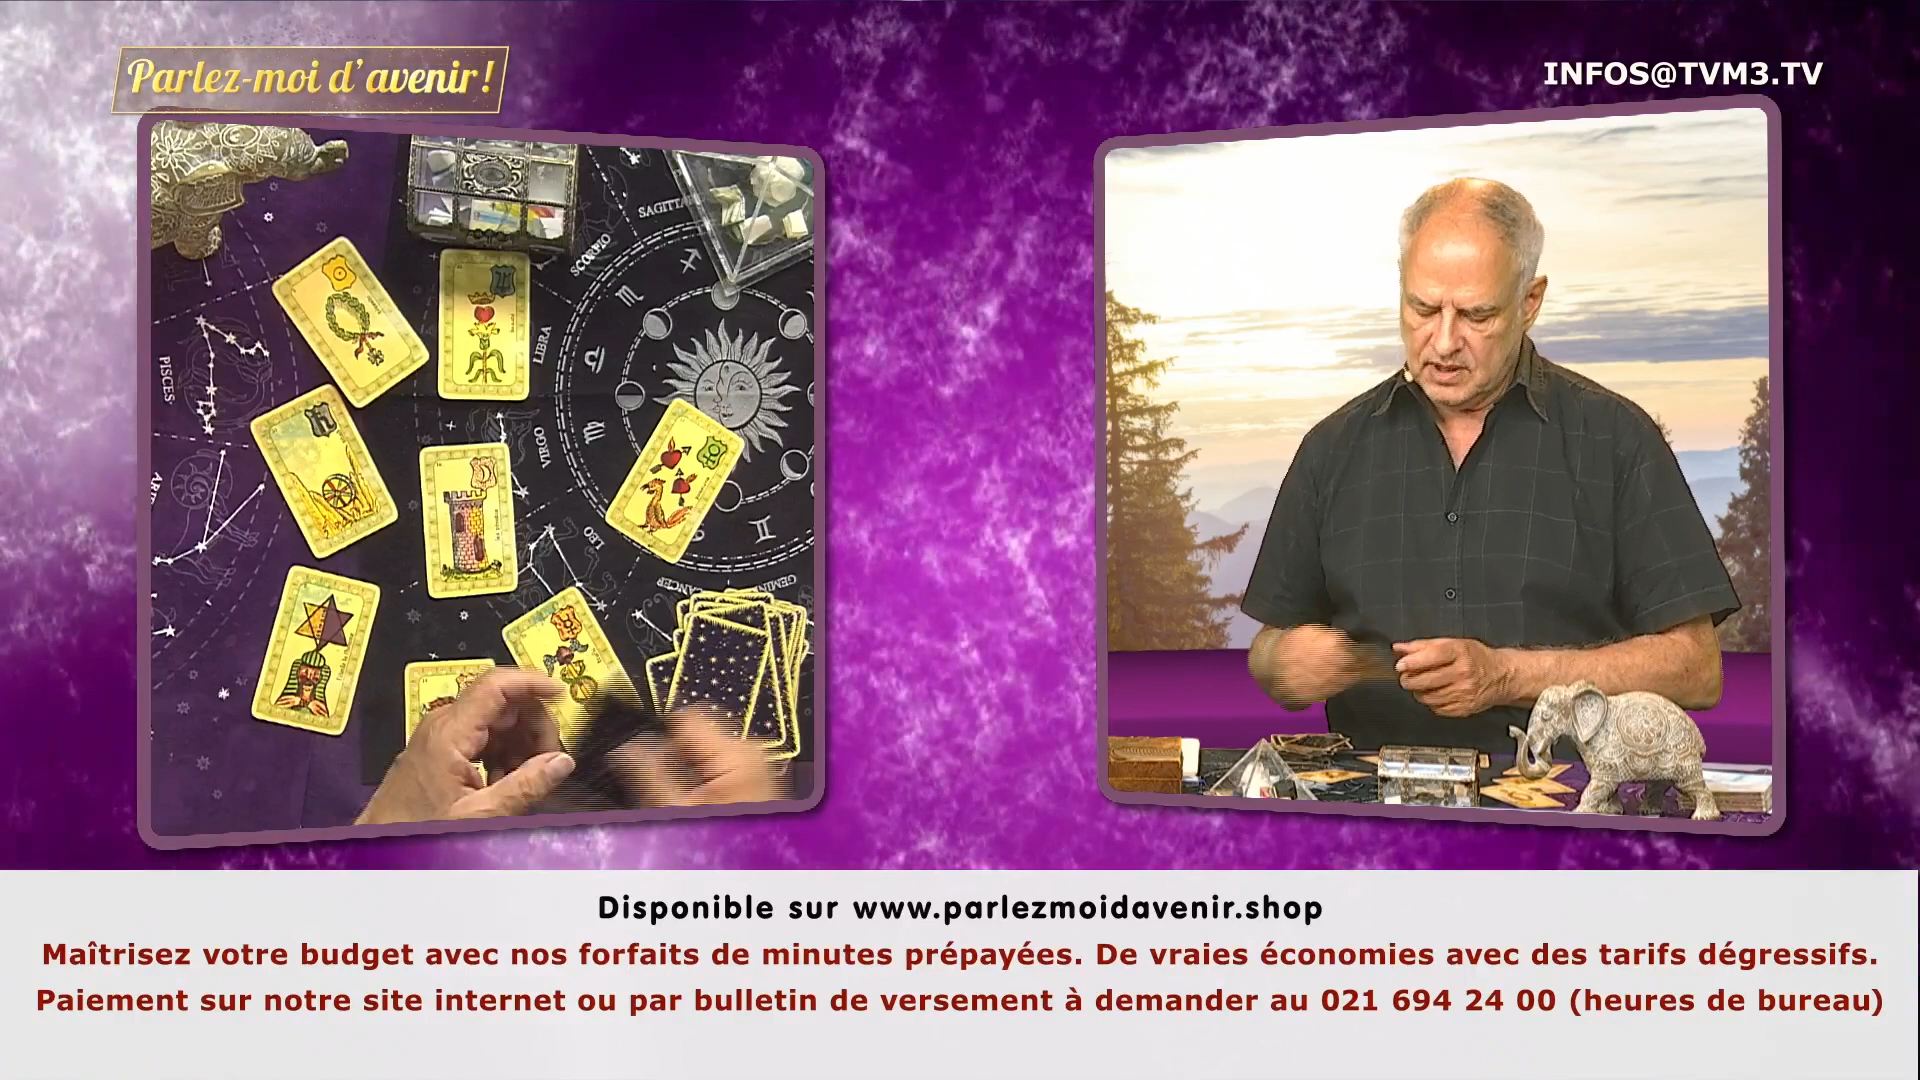 Parlez-moi d'avenir!
INFOS@TVM3.TV
SAGITTA
SCORPIO
LIBRA
VIRGO
LEO
CANCER
GEMINI
PISCES
Disponible sur www.parlezmoidavenir.shop
Maîtrisez votre budget avec nos forfaits de minutes prépayées. De vraies économies avec des tarifs dégressifs.
Paiement sur notre site internet ou par bulletin de versement à demander au 021 694 24 00 (heures de bureau)